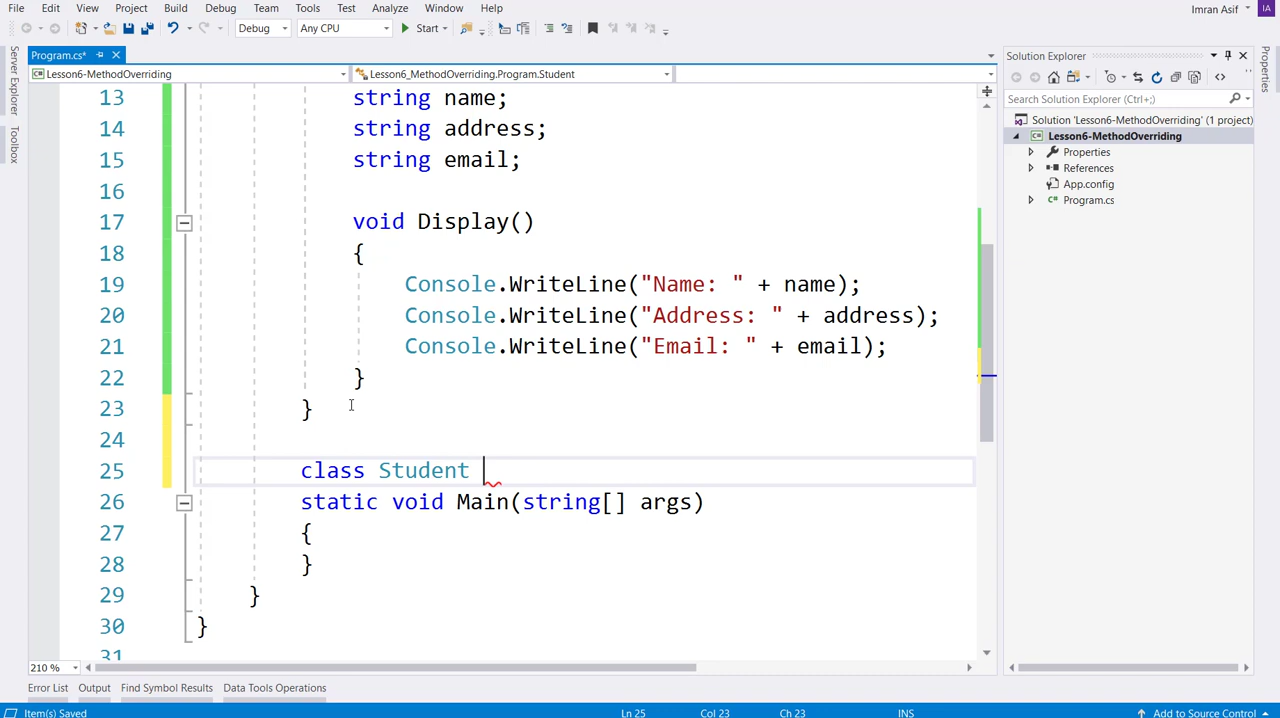 File Edit View Project Build Debug Team Tools Test Analyze Window Help
Imran Asif IA
Debug Any CPU Start
Program.cs*
Solution Explorer
Lesson6-MethodOverriding Lesson6_MethodOverriding.Program.Student
Server Explorer
Toolbox
Properties
Search Solution Explorer (Ctrl+;)
Solution 'Lesson6-MethodOverriding' (1 project)
Lesson6-MethodOverriding
Properties
References
App.config
Program.cs
13 string name;
14 string address;
15 string email;
16
17 void Display()
18 {
19 Console.WriteLine("Name: " + name);
20 Console.WriteLine("Address: " + address);
21 Console.WriteLine("Email: " + email);
22 }
23 }
24
25 class Student
26 static void Main(string[] args)
27 {
28 }
29 }
30 }
31
210 %
Error List Output Find Symbol Results Data Tools Operations
Item(s) Saved Ln 25 Col 23 Ch 23 INS Add to Source Control